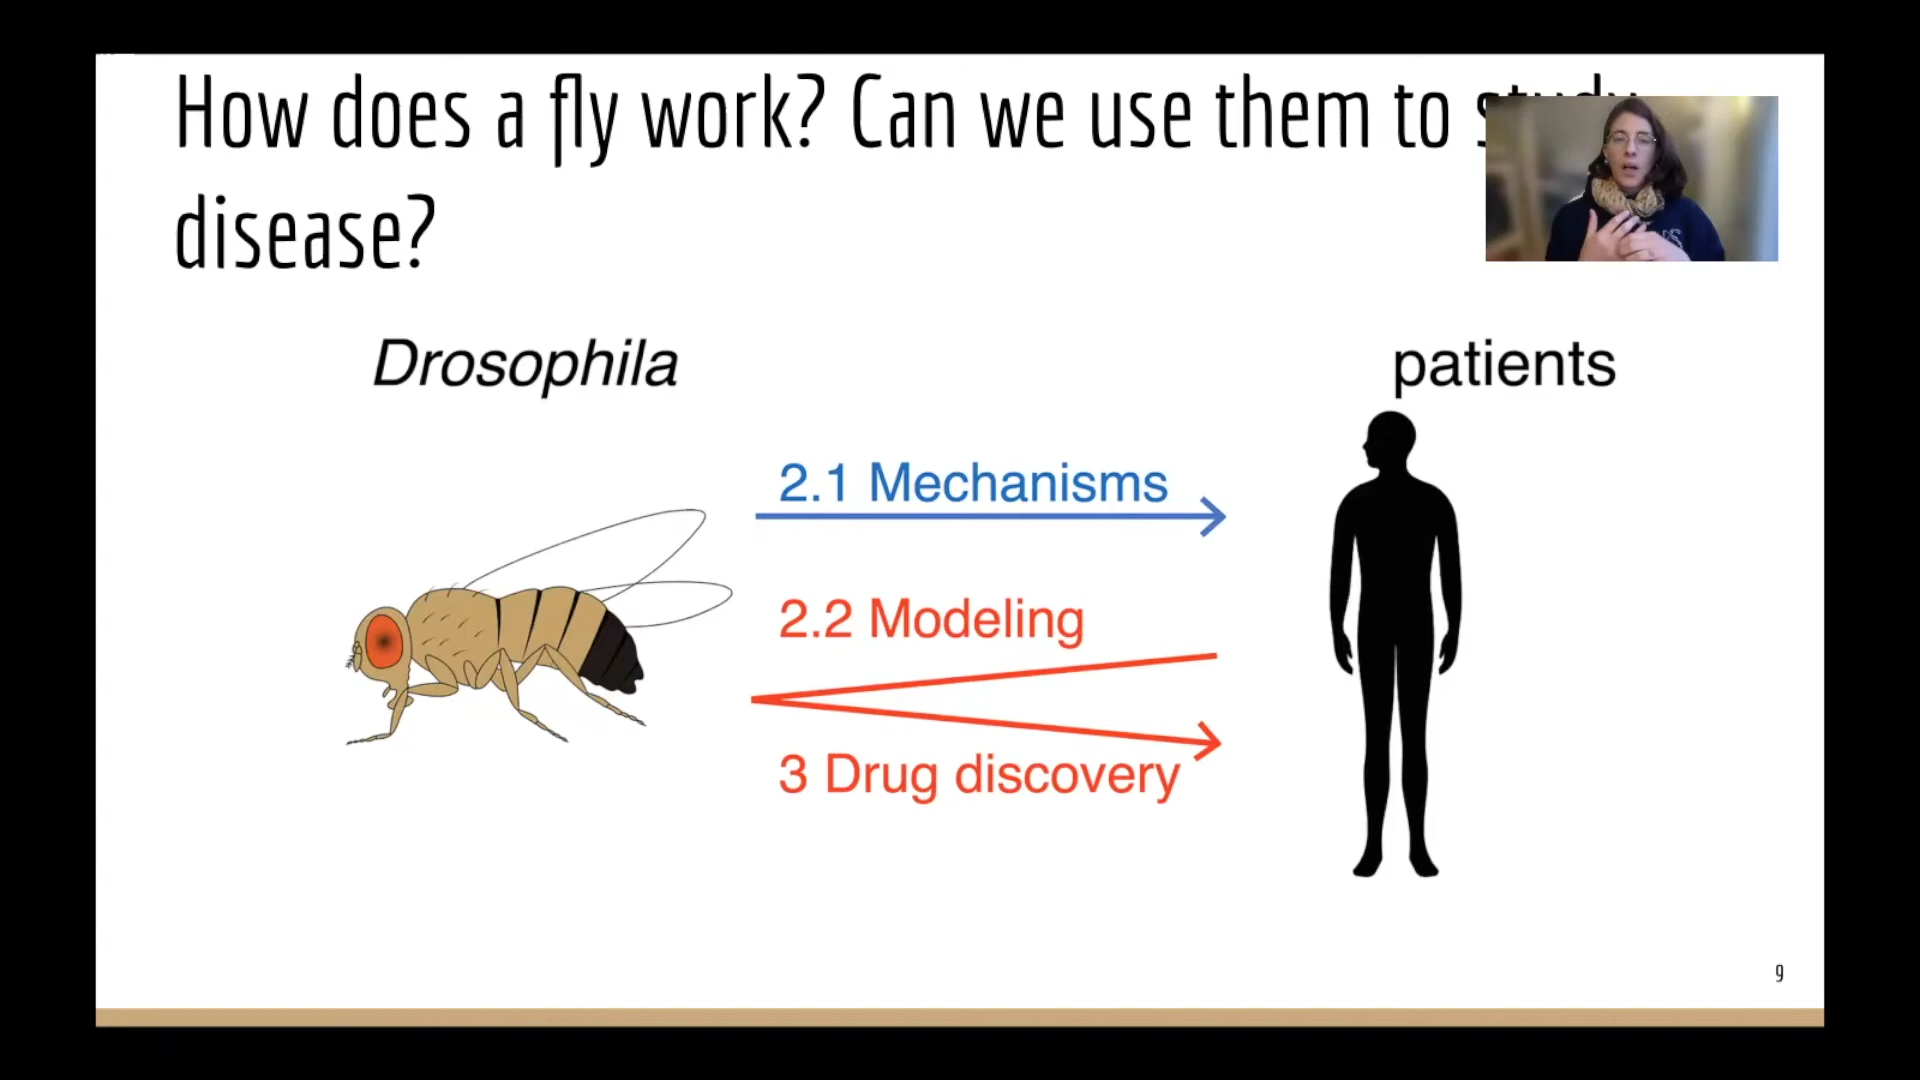 How does a fly work? Can we use them to study
disease?
Drosophila
patients
2.1 Mechanisms
2.2 Modeling
3 Drug discovery
9